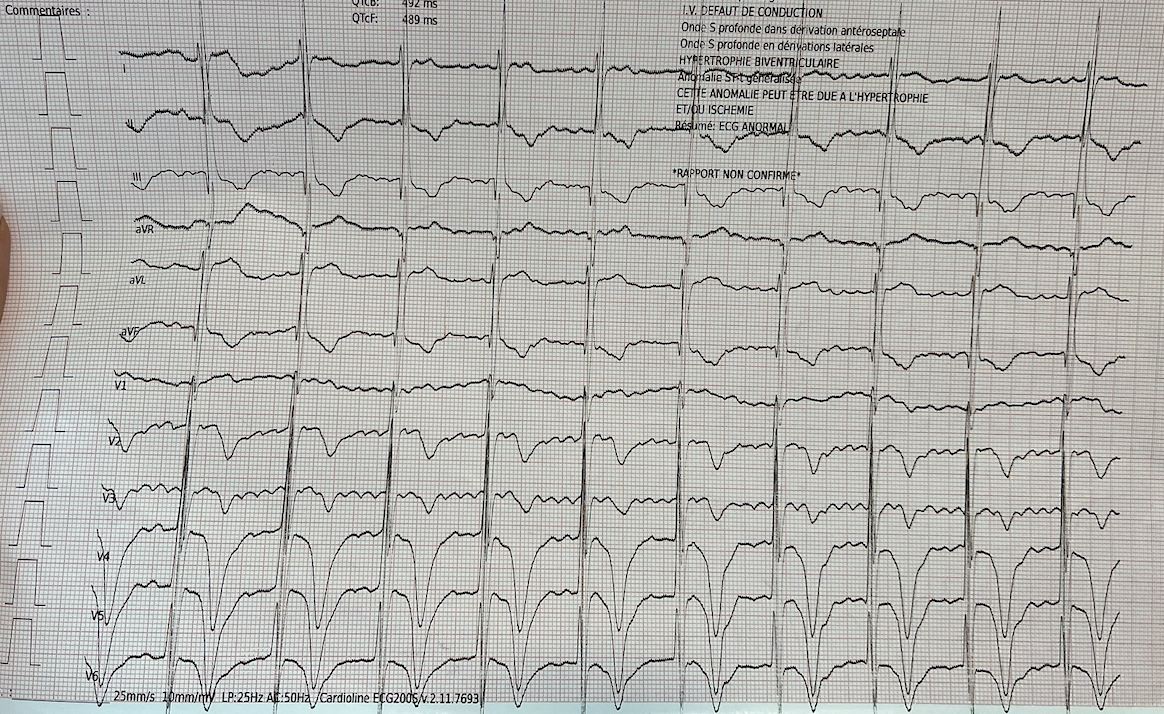 Commentaires :
QTcB: 492 ms
QTcF: 489 ms
I.V. DEFAUT DE CONDUCTION
Onde S profonde dans dérivation antéroseptale
Onde S profonde en dérivations latérales
HYPERTROPHIE BIVENTRICULAIRE
Anomalie ST-t généralisée
CETTE ANOMALIE PEUT ETRE DUE A L'HYPERTROPHIE
ET/OU ISCHEMIE
Résumé: ECG ANORMAL
*RAPPORT NON CONFIRME*
I
II
III
aVR
aVL
aVF
V1
V2
V3
V4
V5
V6
25mm/s 10mm/mV LP:25Hz AC:50Hz Cardioline ECG200S v.2.11.7693